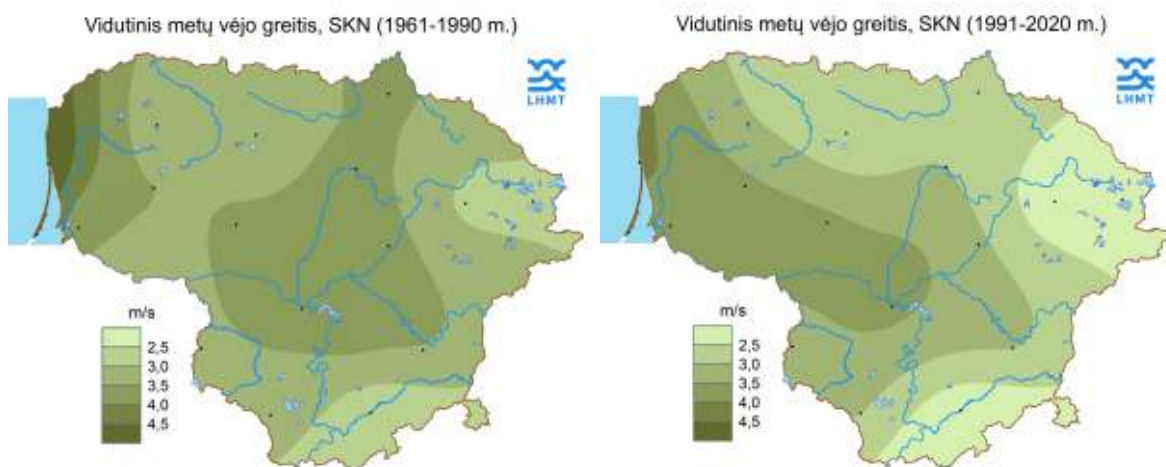 Vidutinis metų vėjo greitis, SKN (1961-1990 m.)
LHMT
m/s
2,5
3,0
3,5
4,0
4,5
Vidutinis metų vėjo greitis, SKN (1991-2020 m.)
LHMT
m/s
2,5
3,0
3,5
4,0
4,5